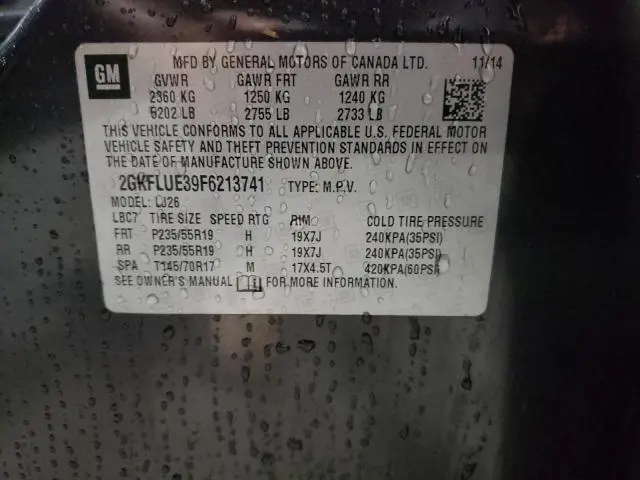 GM
MFD BY GENERAL MOTORS OF CANADA LTD. 11/14
GVWR GAWR FRT GAWR RR
2360 KG 1250 KG 1240 KG
5202 LB 2755 LB 2733 LB
THIS VEHICLE CONFORMS TO ALL APPLICABLE U.S. FEDERAL MOTOR
VEHICLE SAFETY AND THEFT PREVENTION STANDARDS IN EFFECT ON
THE DATE OF MANUFACTURE SHOWN ABOVE.
2GKFLUE39F6213741 TYPE: M.P.V.
MODEL: LJ26
LBC7 TIRE SIZE SPEED RTG RIM COLD TIRE PRESSURE
FRT P235/55R19 H 19X7J 240KPA(35PSI)
RR P235/55R19 H 19X7J 240KPA(35PSI)
SPA T145/70R17 M 17X4.5T 420KPA(60PSI)
SEE OWNER'S MANUAL FOR MORE INFORMATION.